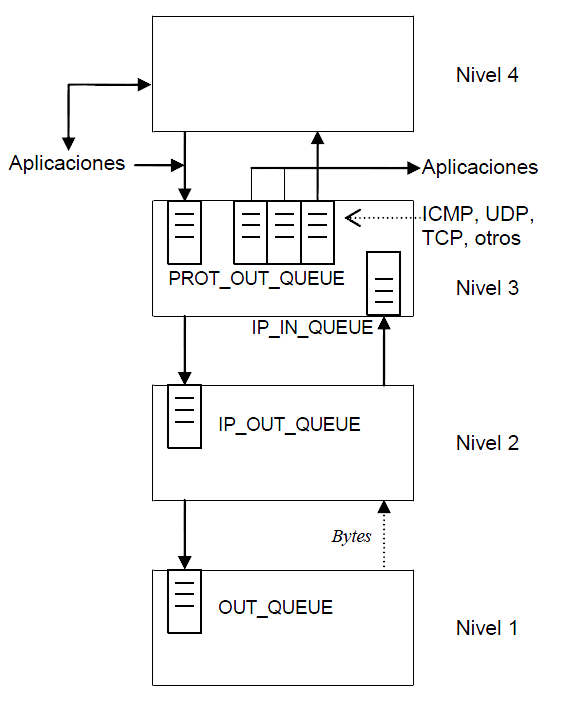 Nivel 4
Aplicaciones
Aplicaciones
ICMP, UDP,
TCP, otros
PROT_OUT_QUEUE
Nivel 3
IP_IN_QUEUE
IP_OUT_QUEUE
Nivel 2
Bytes
OUT_QUEUE
Nivel 1